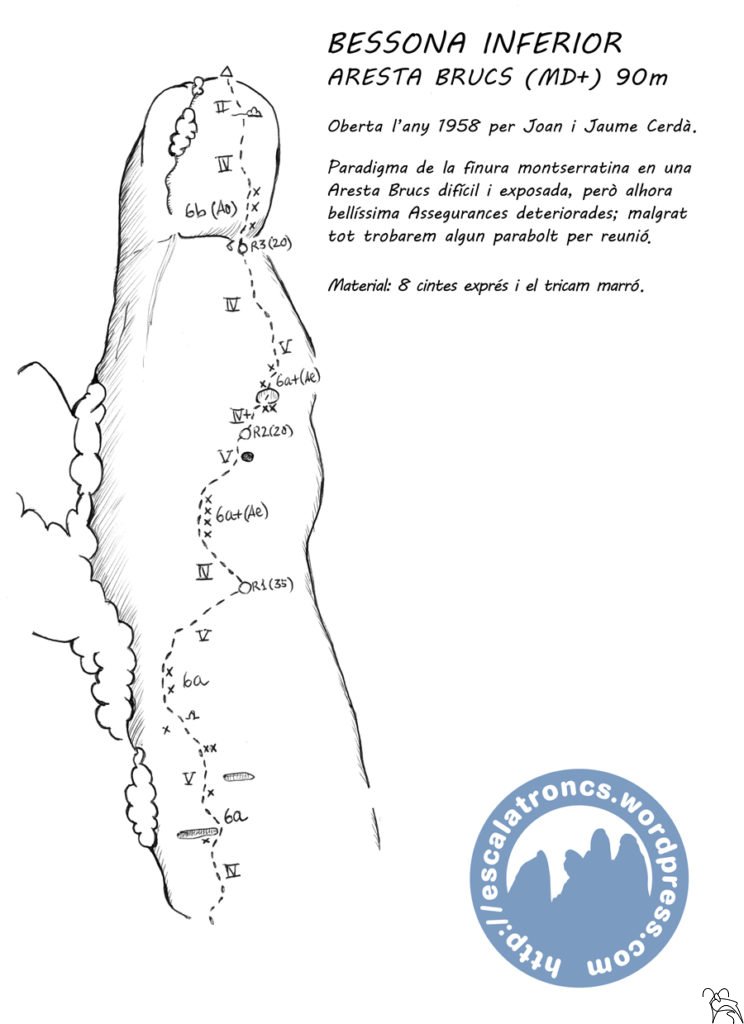 BESSONA INFERIOR
ARESTA BRUCS (MD+) 90m
Oberta l'any 1958 per Joan i Jaume Cerdà.
Paradigma de la finura montserratina en una
Aresta Brucs difícil i exposada, però alhora
bellíssima Assegurances deteriorades; malgrat
tot trobarem algun parabolt per reunió.
Material: 8 cintes exprés i el tricam marró.
II
IV
6b (A0)
R3 (20)
IV
V
6a+(Ae)
IV+
R2(20)
V
6a+(Ae)
IV
R1 (35)
V
6a
V
6a
IV
http://escalatroncs.wordpress.com